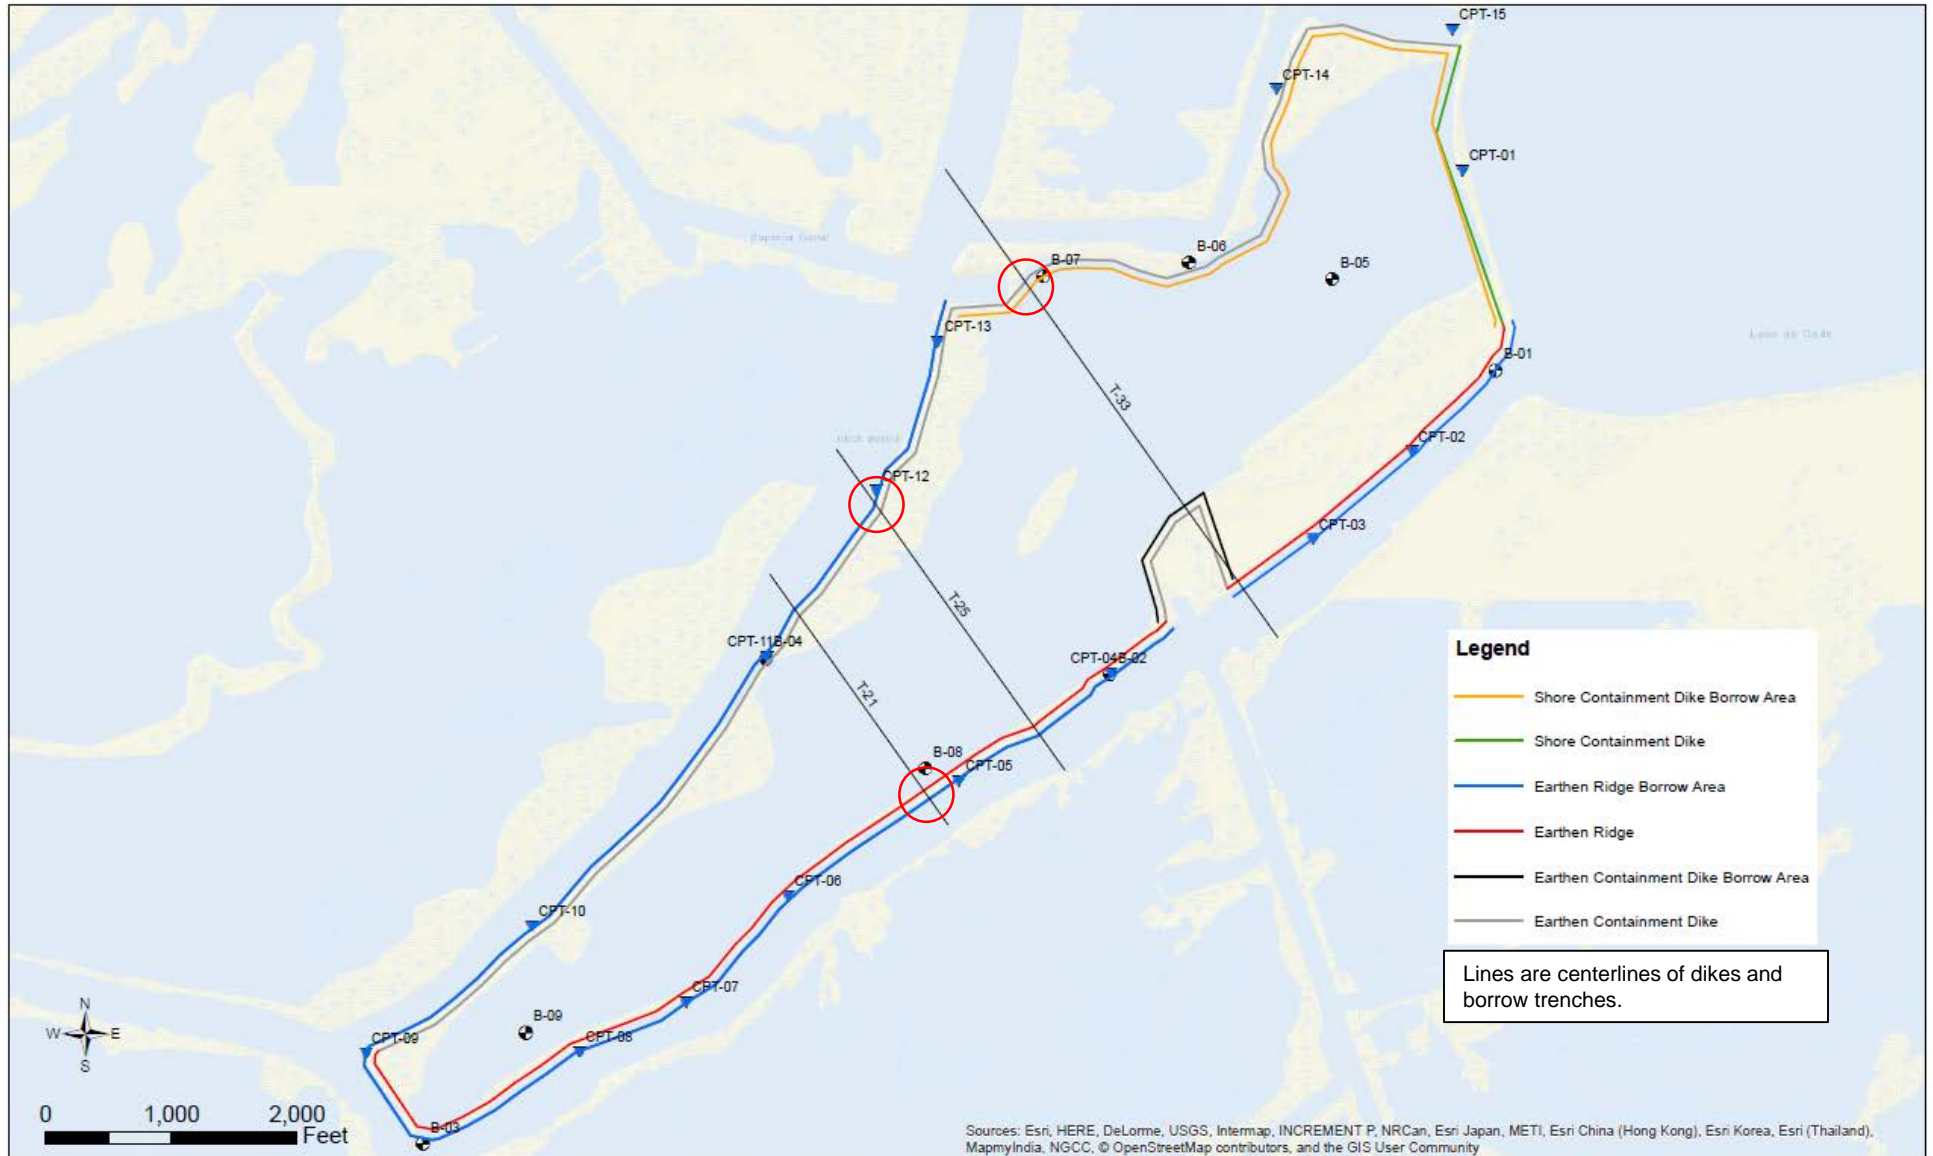 CPT-15
CPT-14
CPT-01
B-06
B-07
B-05
CPT-13
B-01
T-33
CPT-02
CPT-12
CPT-03
T-25
CPT-11B-04
CPT-04B-02
T-21
B-08
CPT-05
CPT-06
CPT-10
CPT-07
B-09
CPT-09
CPT-08
B-03
Legend
Shore Containment Dike Borrow Area
Shore Containment Dike
Earthen Ridge Borrow Area
Earthen Ridge
Earthen Containment Dike Borrow Area
Earthen Containment Dike
Lines are centerlines of dikes and
borrow trenches.
N
W E
S
0 1,000 2,000
Feet
Sources: Esri, HERE, DeLorme, USGS, Intermap, INCREMENT P, NRCan, Esri Japan, METI, Esri China (Hong Kong), Esri Korea, Esri (Thailand),
MapmyIndia, NGCC, © OpenStreetMap contributors, and the GIS User Community